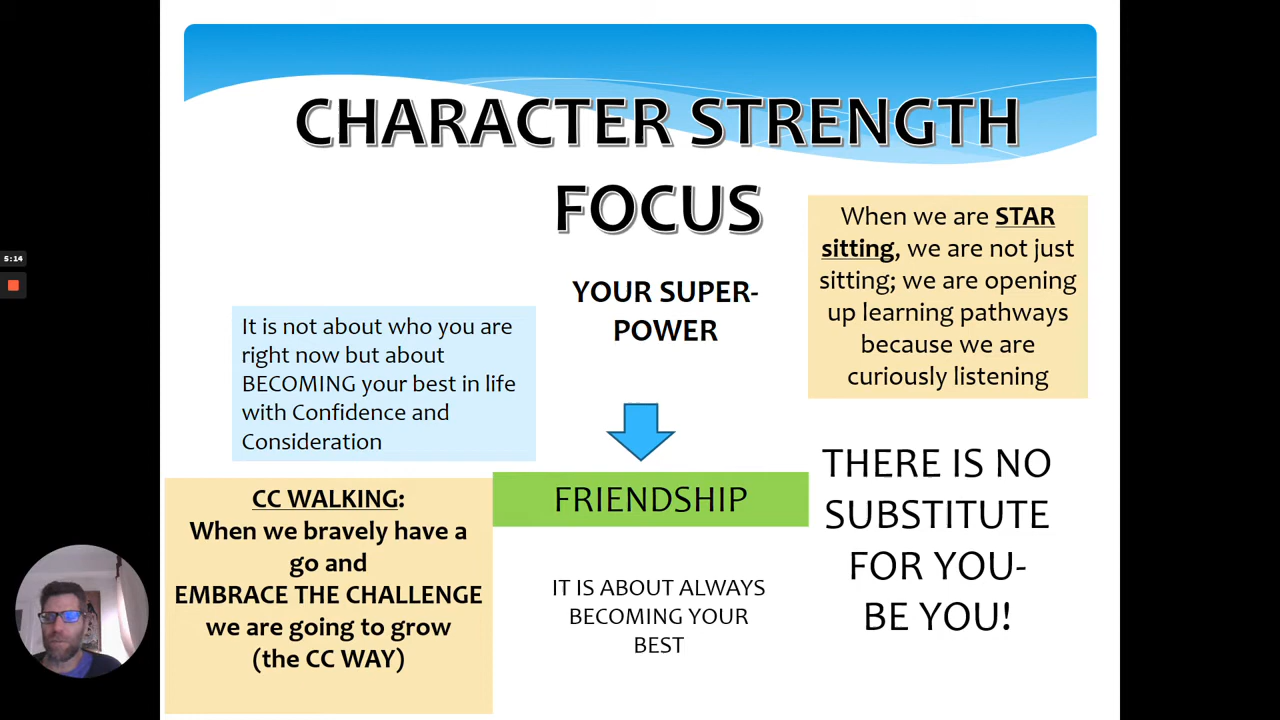 CHARACTER STRENGTH
FOCUS
When we are STAR
sitting, we are not just
sitting; we are opening
up learning pathways
because we are
curiously listening
5:14
YOUR SUPER-
POWER
It is not about who you are
right now but about
BECOMING your best in life
with Confidence and
Consideration
THERE IS NO
SUBSTITUTE
FOR YOU-
BE YOU!
CC WALKING:
When we bravely have a
go and
EMBRACE THE CHALLENGE
we are going to grow
(the CC WAY)
FRIENDSHIP
IT IS ABOUT ALWAYS
BECOMING YOUR
BEST